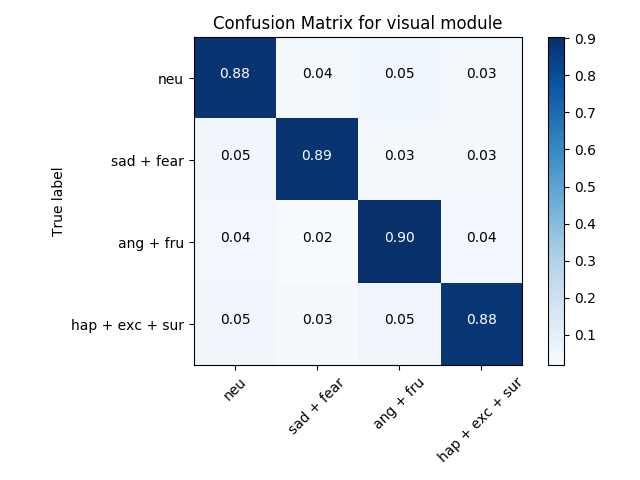 Confusion Matrix for visual module
True label
neu
0.88 0.04 0.05 0.03
sad + fear
0.05 0.89 0.03 0.03
ang + fru
0.04 0.02 0.90 0.04
hap + exc + sur
0.05 0.03 0.05 0.88
neu
sad + fear
ang + fru
hap + exc + sur
0.9
0.8
0.7
0.6
0.5
0.4
0.3
0.2
0.1